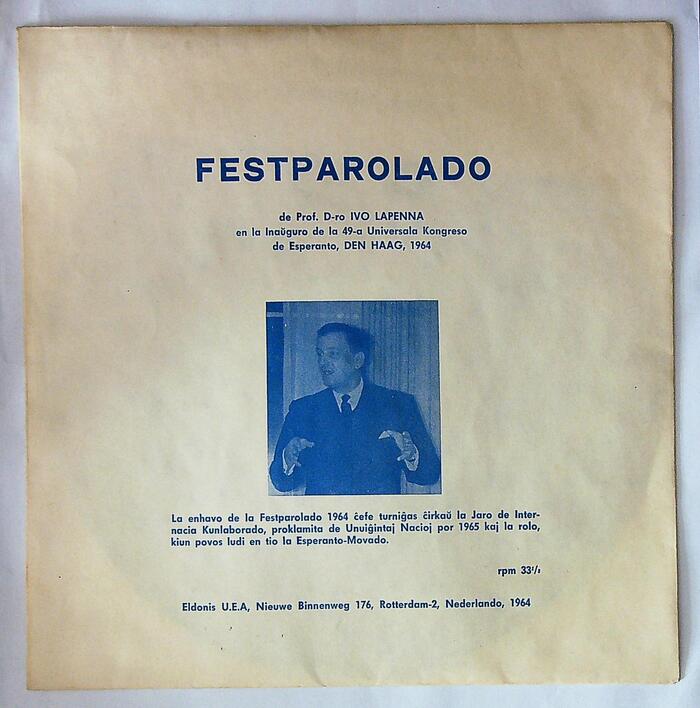 FESTPAROLADO
de Prof. D-ro IVO LAPENNA
en la Inaŭguro de la 49-a Universala Kongreso
de Esperanto, DEN HAAG, 1964
La enhavo de la Festparolado 1964 ĉefe turniĝas ĉirkaŭ la Jaro de Inter-
nacia Kunlaborado, proklamita de Unuiĝintaj Nacioj por 1965 kaj la rolo,
kiun povos ludi en tio la Esperanto-Movado.
rpm 33¹/₃
Eldonis U.E.A, Nieuwe Binnenweg 176, Rotterdam-2, Nederlando, 1964